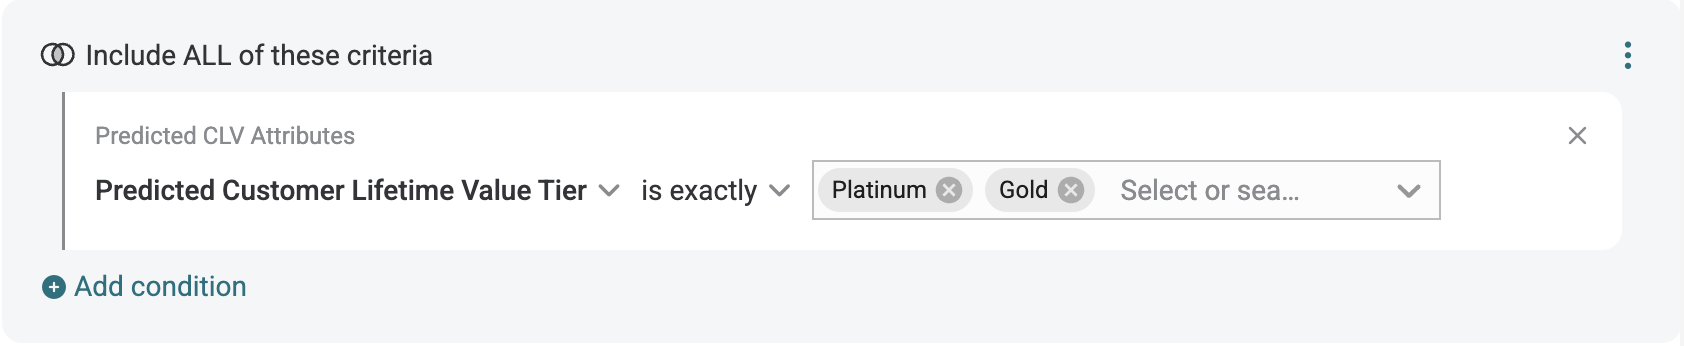 Include ALL of these criteria
Predicted CLV Attributes
Predicted Customer Lifetime Value Tier is exactly Platinum Gold Select or sea...
Add condition